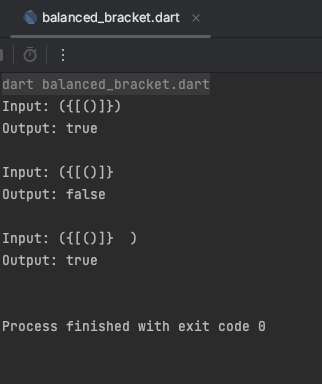 balanced_bracket.dart
dart balanced_bracket.dart
Input: ({[()]})
Output: true
Input: ({[()]}
Output: false
Input: ({[()]}  )
Output: true
Process finished with exit code 0